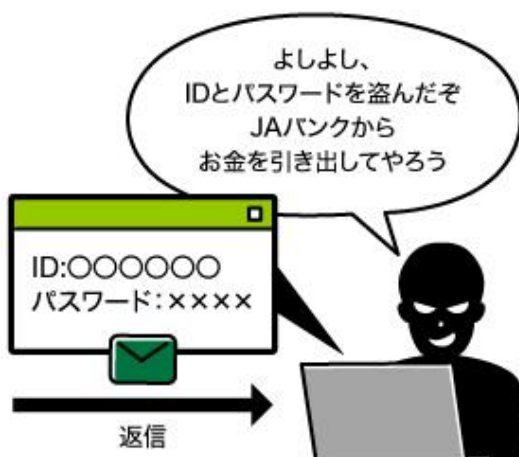 よしよし、
IDとパスワードを盗んだぞ
JAバンクから
お金を引き出してやろう
ID:〇〇〇〇〇〇
パスワード:××××
返信